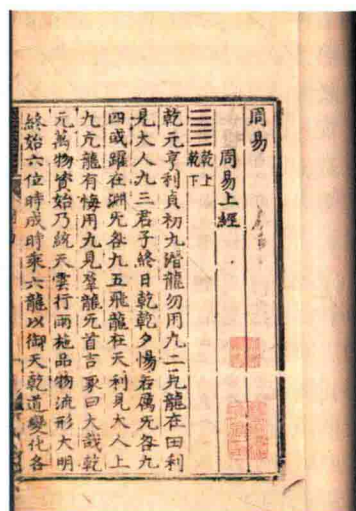 周易
周易上經
乾上
乾下
乾元亨利貞初九潛龍勿用九二見龍在田利
見大人九三君子終日乾乾夕惕若厲无咎九
四或躍在淵无咎九五飛龍在天利見大人上
九亢龍有悔用九見羣龍无首吉彖曰大哉乾
元萬物資始乃統天雲行雨施品物流形大明
終始六位時成時乘六龍以御天乾道變化各